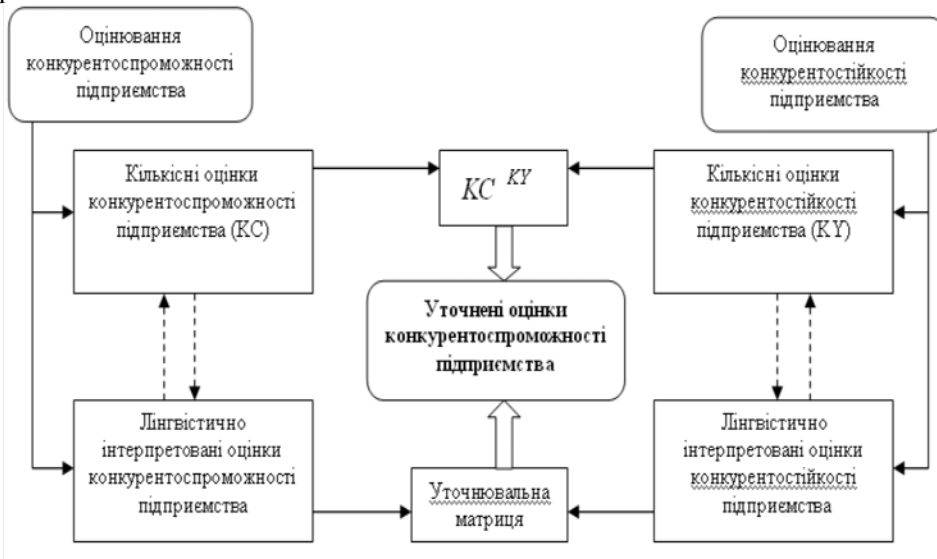 Оцінювання
конкурентоспроможності
підприємства
Оцінювання
конкурентостійкості
підприємства
Кількісні оцінки
конкурентоспроможності
підприємства (КС)
KC KY
Кількісні оцінки
конкурентостійкості
підприємства (KY)
Уточнені оцінки
конкурентоспроможності
підприємства
Лінгвістично
інтерпретовані оцінки
конкурентоспроможності
підприємства
Уточнювальна
матриця
Лінгвістично
інтерпретовані оцінки
конкурентостійкості
підприємства